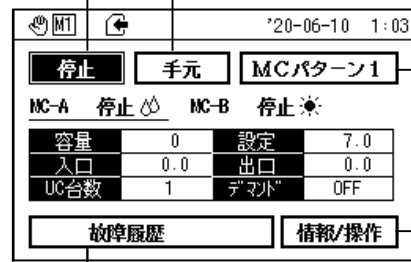 M1 '20-06-10 1:03
停止 手元 MCパターン1
MC-A 停止 MC-B 停止
容量 0 設定 7.0
入口 0.0 出口 0.0
UC台数 1 デマンド OFF
故障履歴 情報/操作